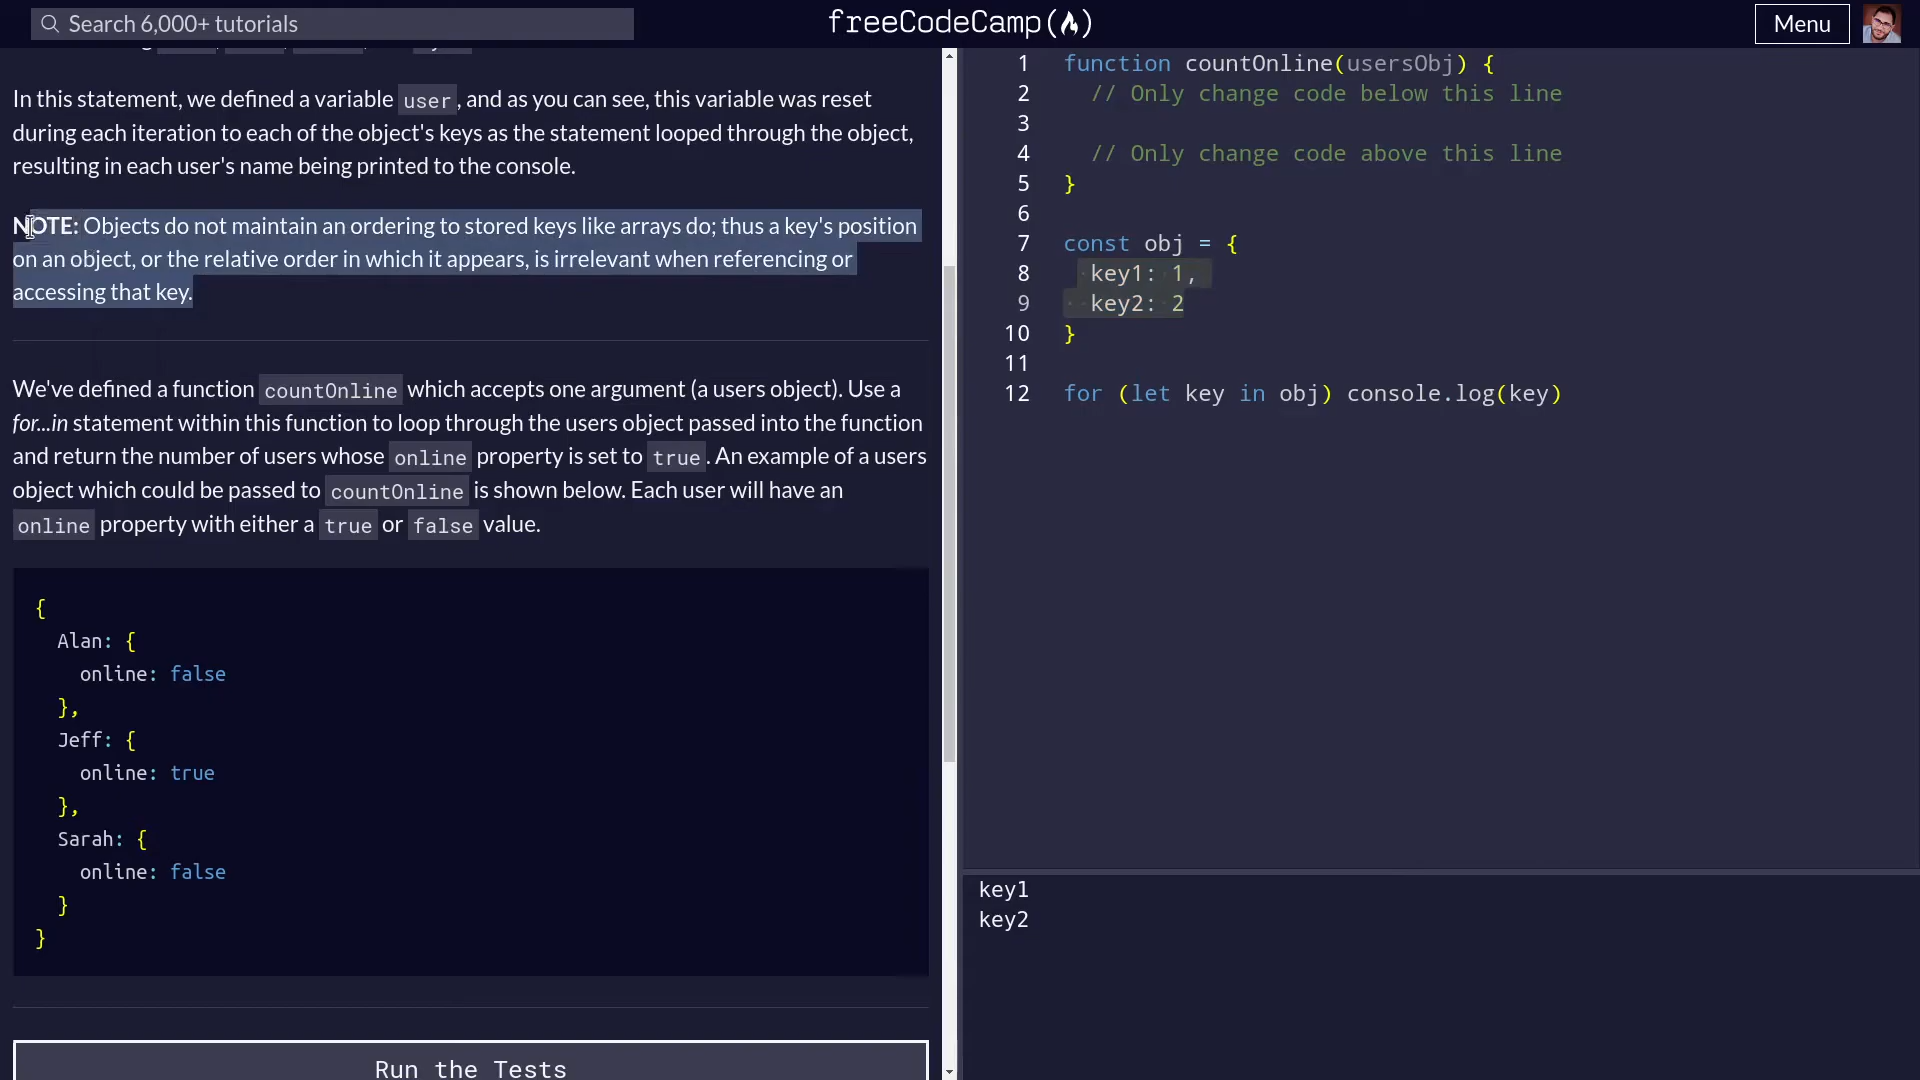 Search 6,000+ tutorials
freeCodeCamp
Menu
In this statement, we defined a variable user, and as you can see, this variable was reset
during each iteration to each of the object's keys as the statement looped through the object,
resulting in each user's name being printed to the console.
NOTE: Objects do not maintain an ordering to stored keys like arrays do; thus a key's position
on an object, or the relative order in which it appears, is irrelevant when referencing or
accessing that key.
We've defined a function countOnline which accepts one argument (a users object). Use a
for...in statement within this function to loop through the users object passed into the function
and return the number of users whose online property is set to true. An example of a users
object which could be passed to countOnline is shown below. Each user will have an
online property with either a true or false value.
{
Alan: {
online: false
},
Jeff: {
online: true
},
Sarah: {
online: false
}
}
Run the Tests
1 function countOnline(usersObj) {
2 // Only change code below this line
3
4 // Only change code above this line
5 }
6
7 const obj = {
8 key1: 1,
9 key2: 2
10 }
11
12 for (let key in obj) console.log(key)
key1
key2